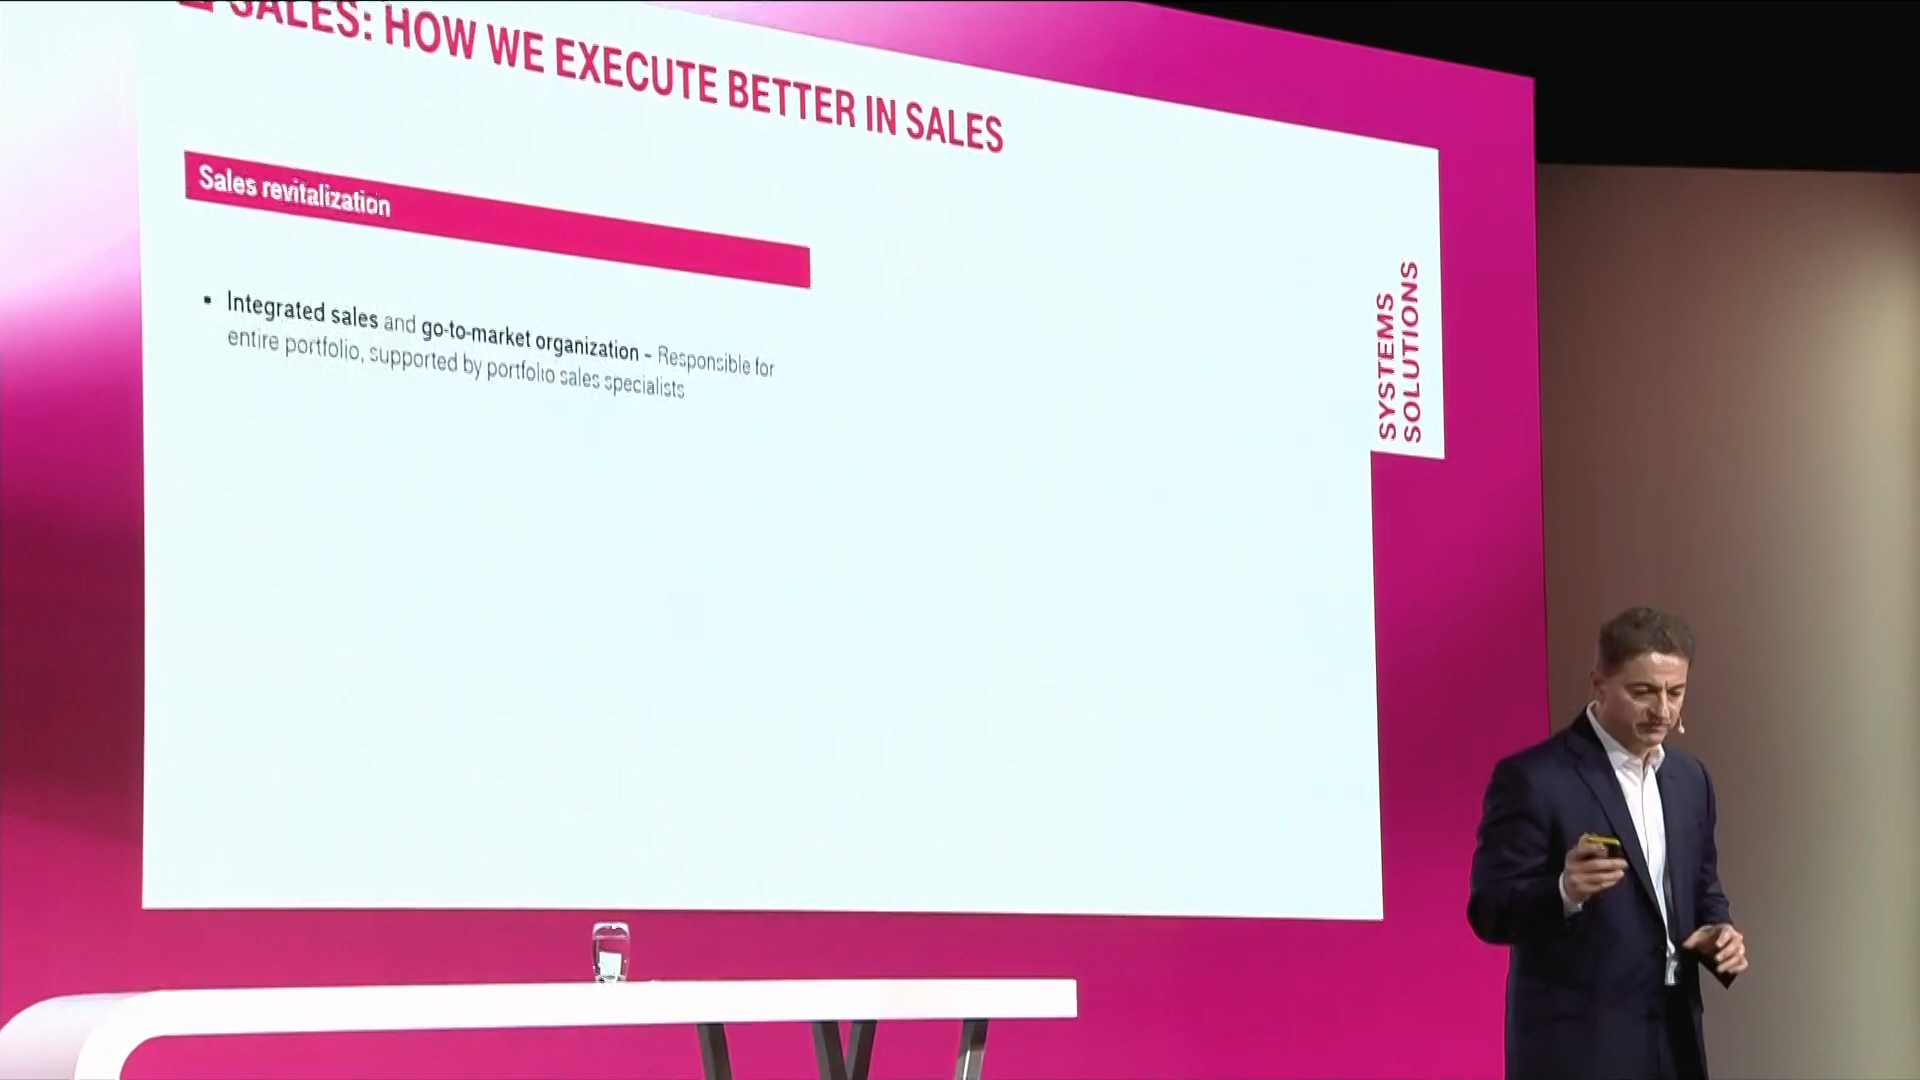 SALES: HOW WE EXECUTE BETTER IN SALES
Sales revitalization
• Integrated sales and go-to-market organization – Responsible for
entire portfolio, supported by portfolio sales specialists
SYSTEMS
SOLUTIONS